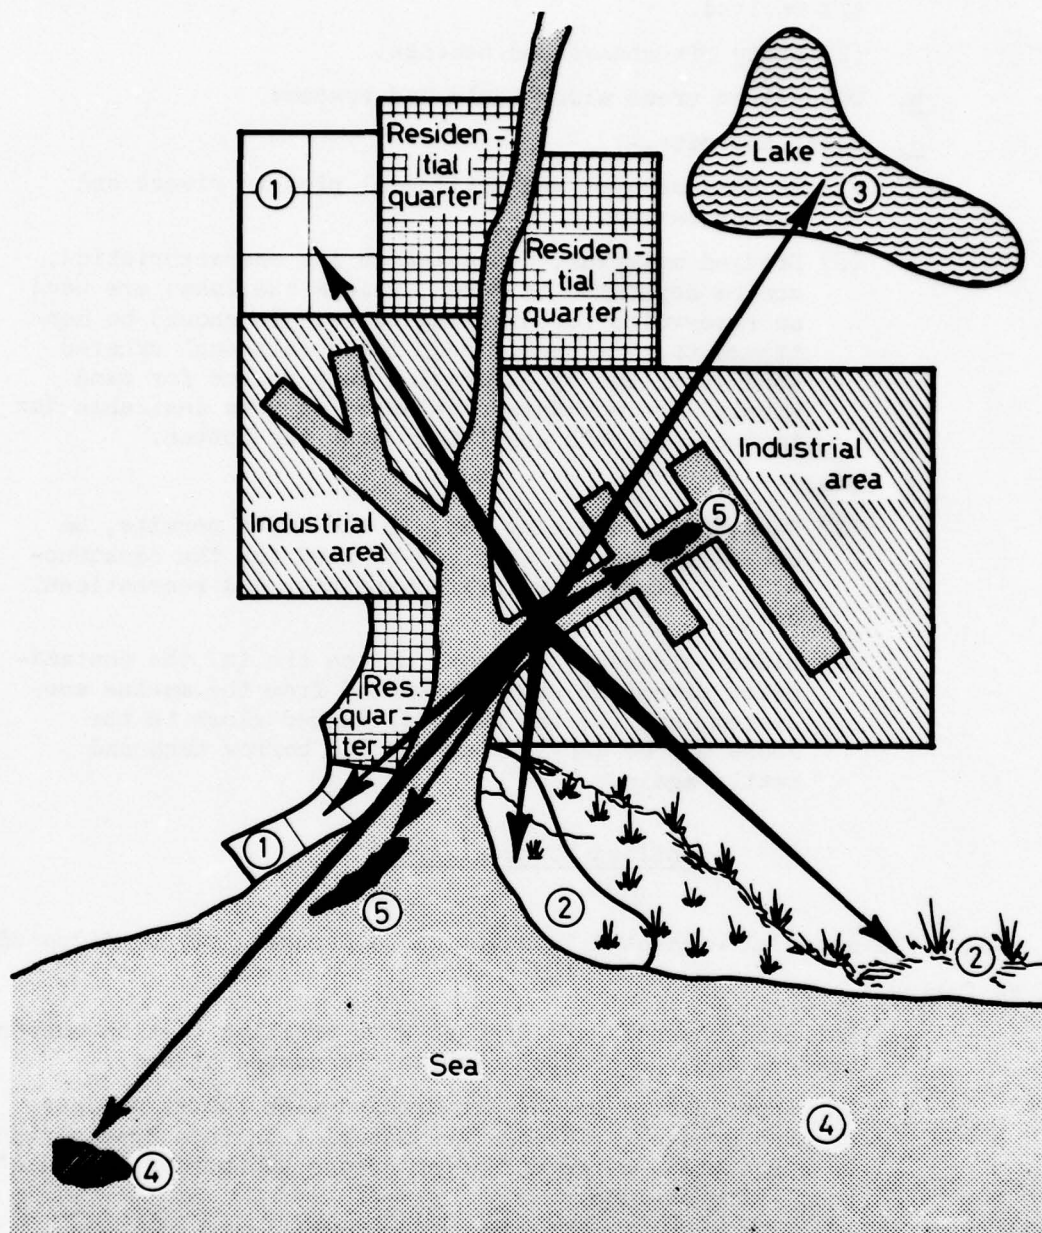 Residen-
tial
quarter
1
Lake
3
Residen-
tial
quarter
Industrial
area
5
Industrial
area
Res.
quar-
ter
1
5
2
2
Sea
4
4